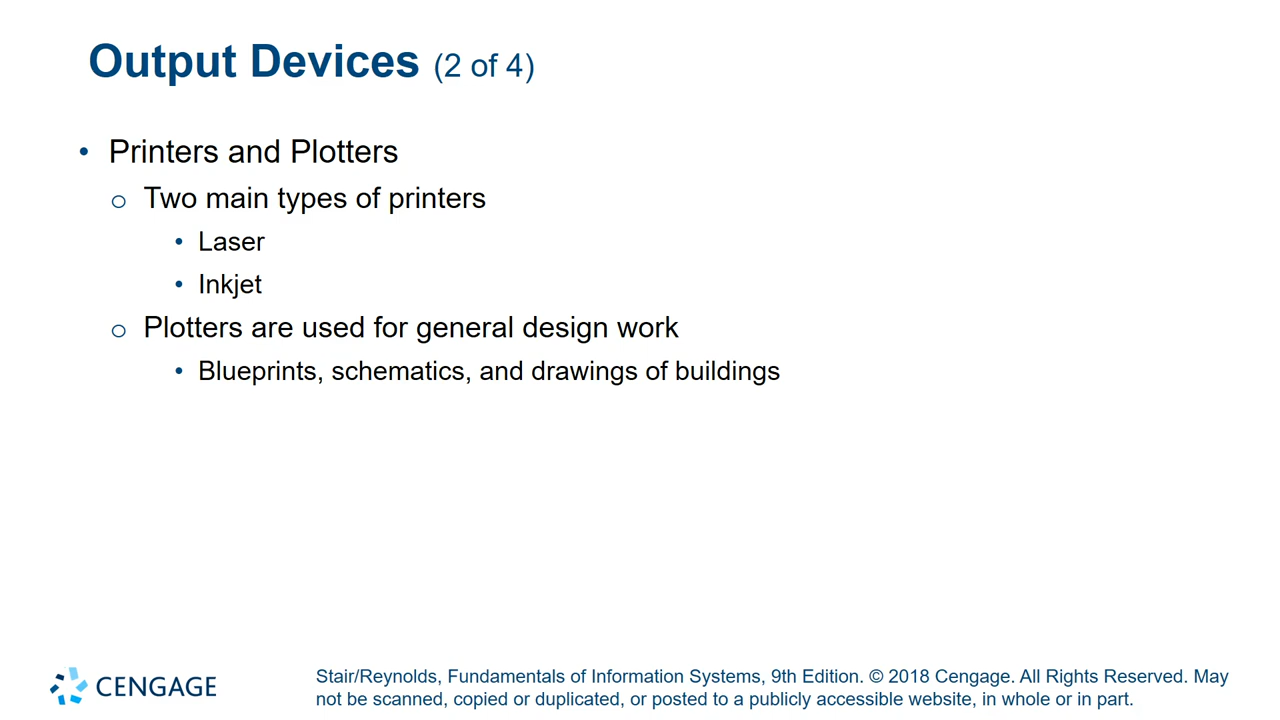 Output Devices (2 of 4)
• Printers and Plotters
o Two main types of printers
• Laser
• Inkjet
o Plotters are used for general design work
• Blueprints, schematics, and drawings of buildings
CENGAGE
Stair/Reynolds, Fundamentals of Information Systems, 9th Edition. © 2018 Cengage. All Rights Reserved. May
not be scanned, copied or duplicated, or posted to a publicly accessible website, in whole or in part.